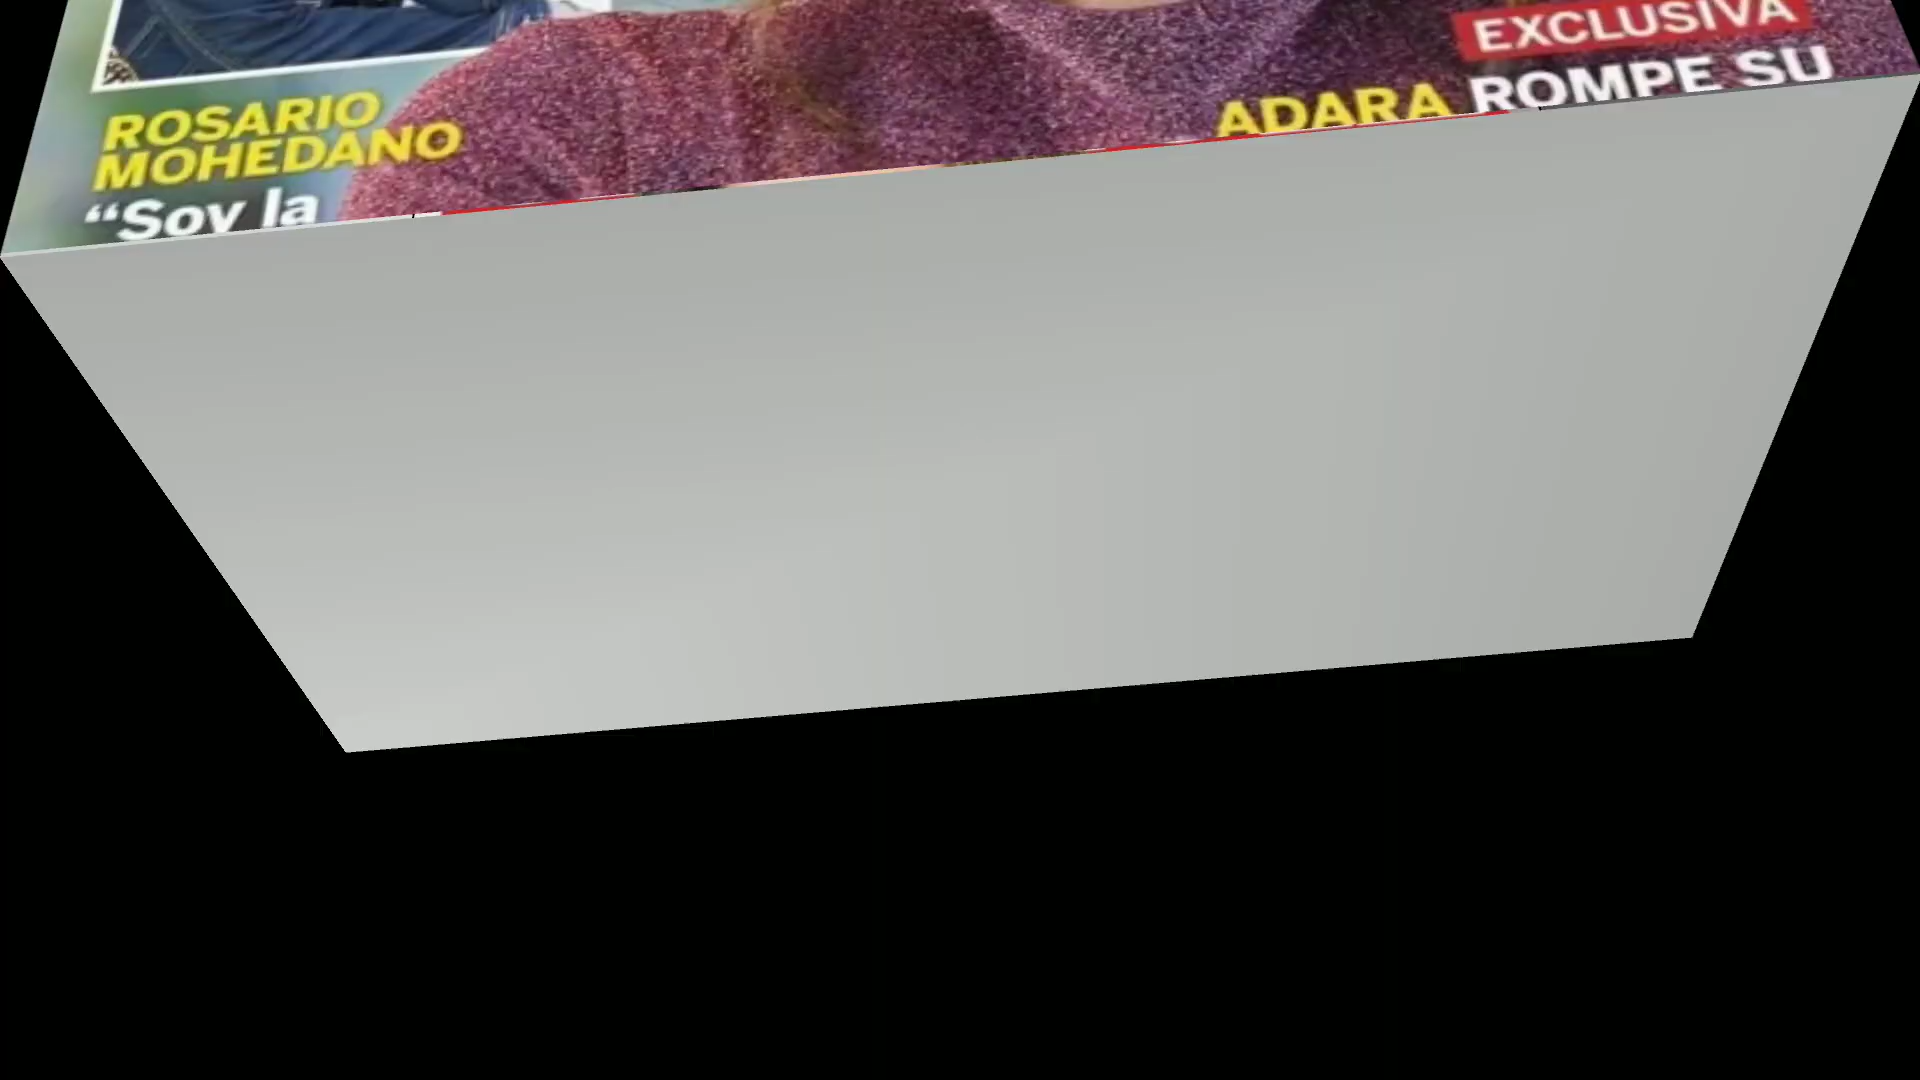 ROSARIO
MOHEDANO
“Soy la
EXCLUSIVA
ADARA ROMPE SU